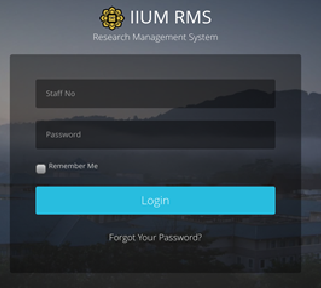 IIUM RMS
Research Management System
Staff No
Password
Remember Me
Login
Forgot Your Password?